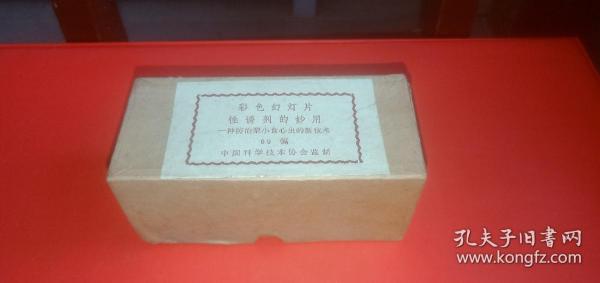 彩色幻灯片
性诱剂的妙用
一种防治梨小食心虫的新技术
69 幅
中国科学技术协会监制
孔夫子旧书网
www.kongfz.com